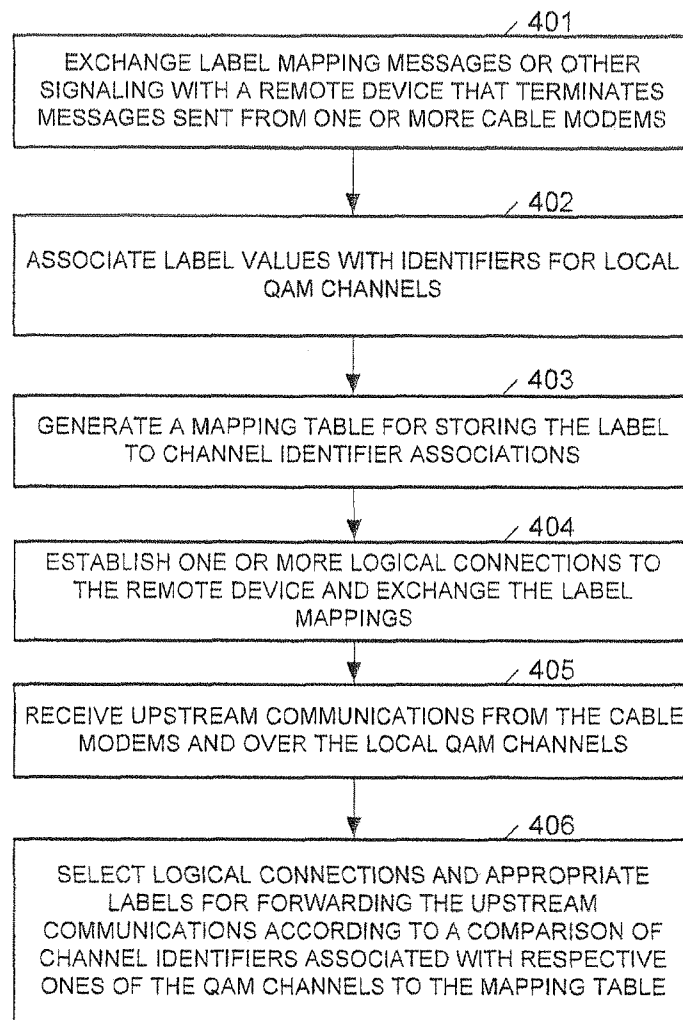 401
EXCHANGE LABEL MAPPING MESSAGES OR OTHER
SIGNALING WITH A REMOTE DEVICE THAT TERMINATES
MESSAGES SENT FROM ONE OR MORE CABLE MODEMS
402
ASSOCIATE LABEL VALUES WITH IDENTIFIERS FOR LOCAL
QAM CHANNELS
403
GENERATE A MAPPING TABLE FOR STORING THE LABEL
TO CHANNEL IDENTIFIER ASSOCIATIONS
404
ESTABLISH ONE OR MORE LOGICAL CONNECTIONS TO
THE REMOTE DEVICE AND EXCHANGE THE LABEL
MAPPINGS
405
RECEIVE UPSTREAM COMMUNICATIONS FROM THE CABLE
MODEMS AND OVER THE LOCAL QAM CHANNELS
406
SELECT LOGICAL CONNECTIONS AND APPROPRIATE
LABELS FOR FORWARDING THE UPSTREAM
COMMUNICATIONS ACCORDING TO A COMPARISON OF
CHANNEL IDENTIFIERS ASSOCIATED WITH RESPECTIVE
ONES OF THE QAM CHANNELS TO THE MAPPING TABLE